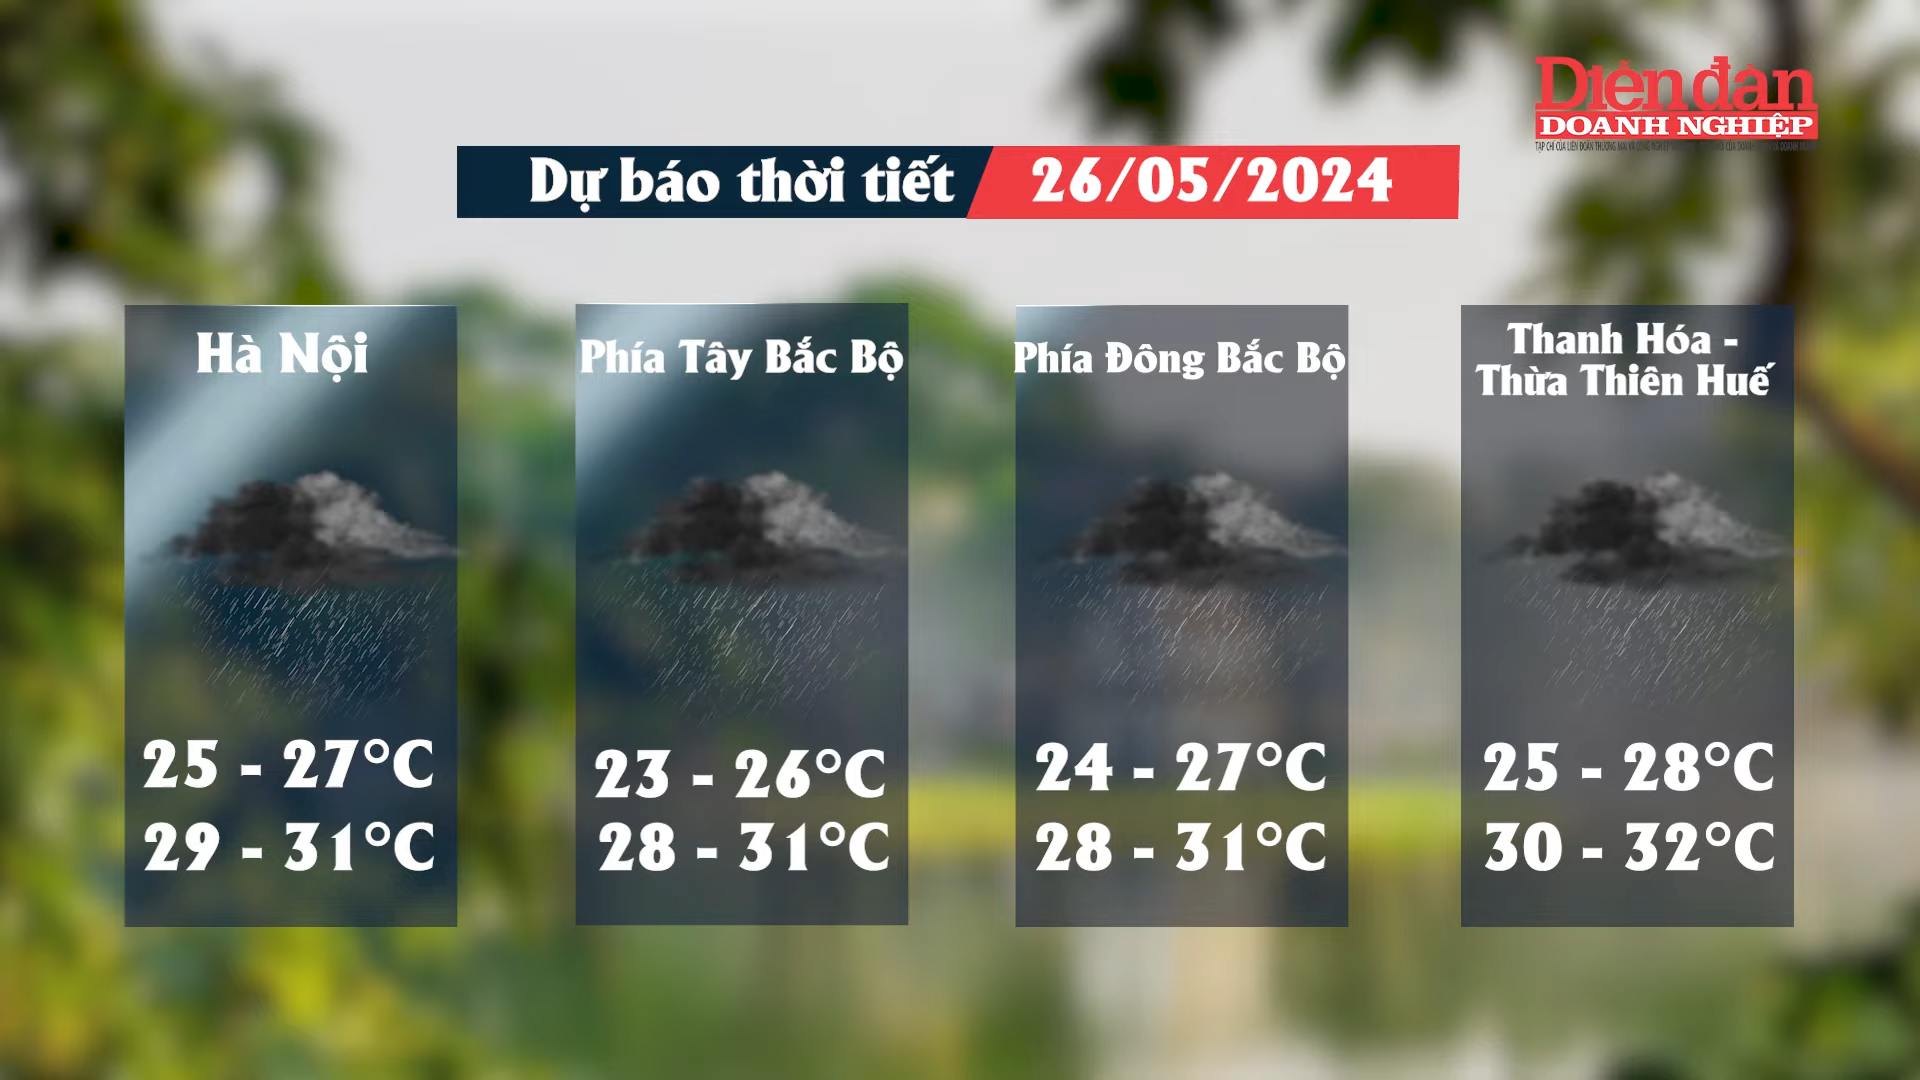 Diễn đàn
DOANH NGHIỆP
Dự báo thời tiết 26/05/2024
Hà Nội
25 - 27°C
29 - 31°C
Phía Tây Bắc Bộ
23 - 26°C
28 - 31°C
Phía Đông Bắc Bộ
24 - 27°C
28 - 31°C
Thanh Hóa -
Thừa Thiên Huế
25 - 28°C
30 - 32°C